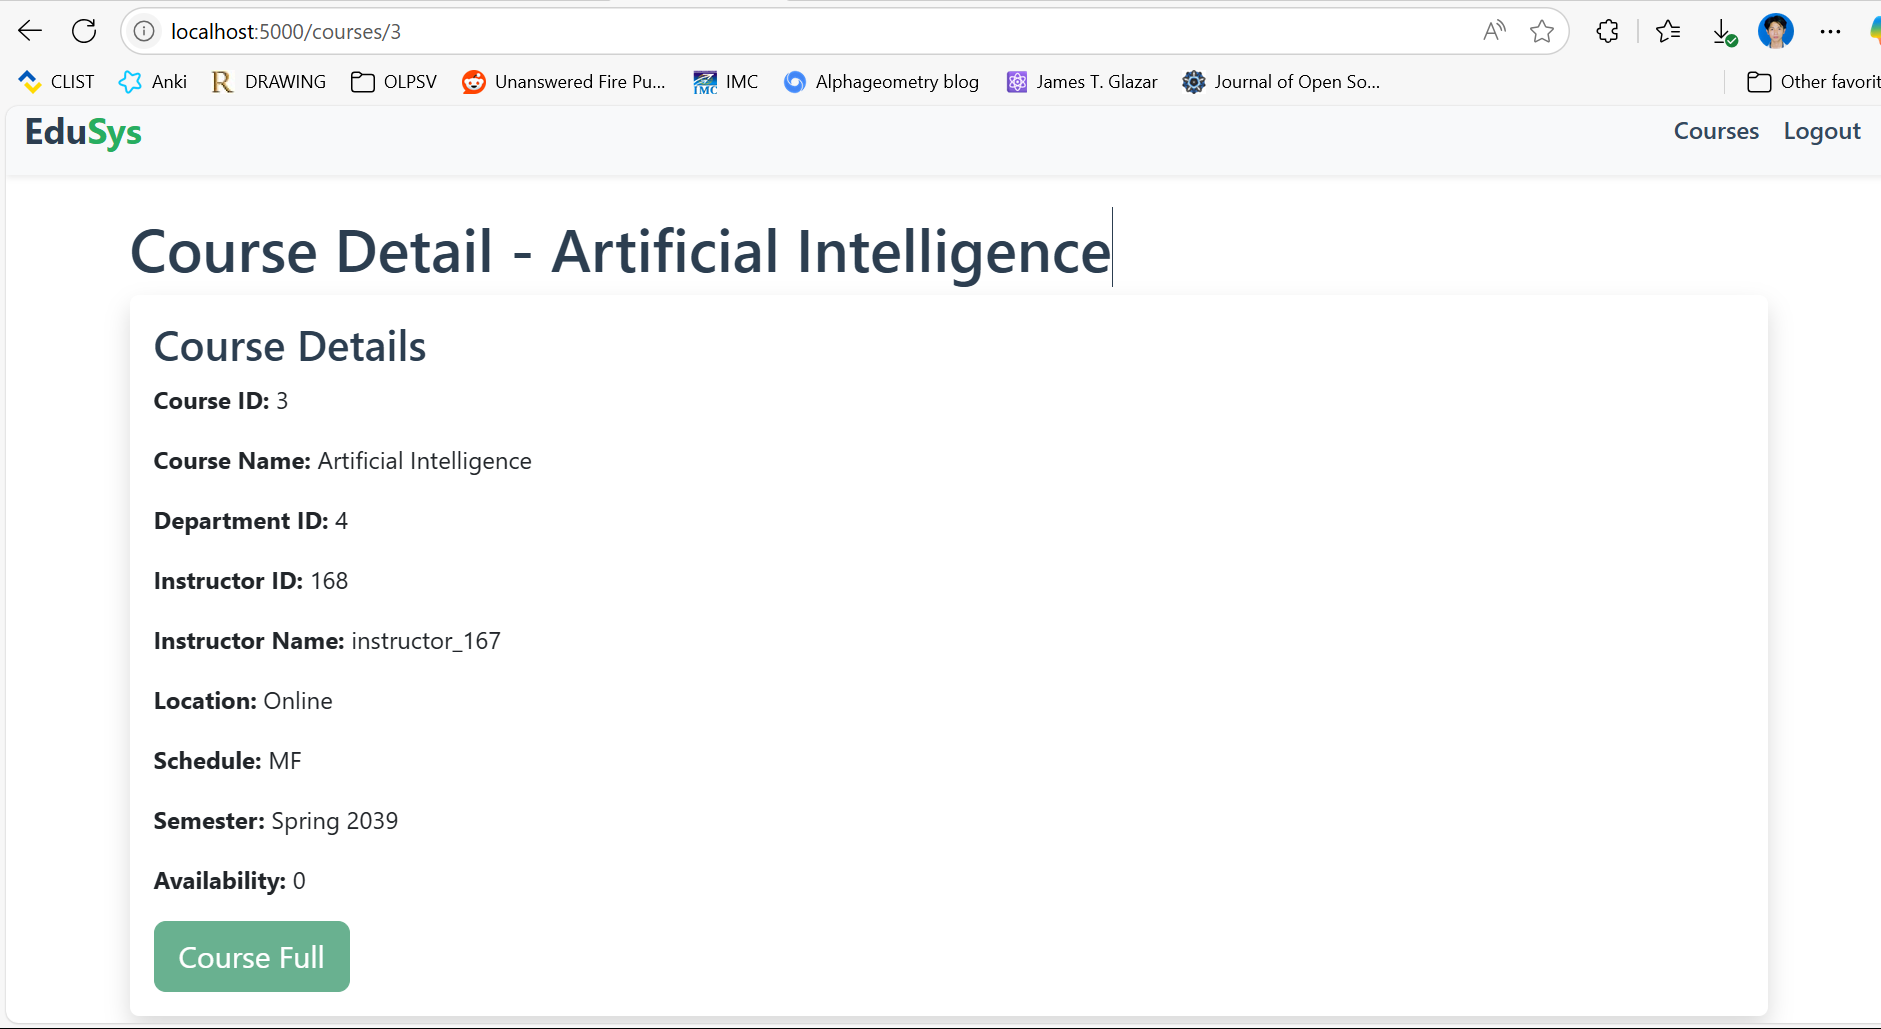 localhost:5000/courses/3
CLIST Anki DRAWING OLPSV Unanswered Fire Pu... IMC Alphageometry blog James T. Glazar Journal of Open So... Other favorit
EduSys Courses Logout
Course Detail - Artificial Intelligence
Course Details
Course ID: 3
Course Name: Artificial Intelligence
Department ID: 4
Instructor ID: 168
Instructor Name: instructor_167
Location: Online
Schedule: MF
Semester: Spring 2039
Availability: 0
Course Full